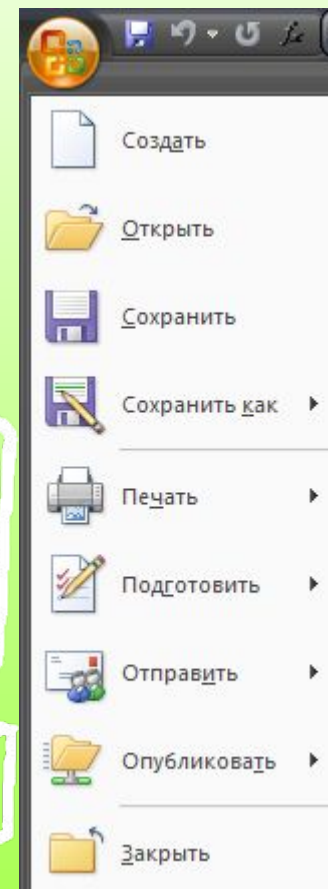 Создать
Открыть
Сохранить
Сохранить как
Печать
Подготовить
Отправить
Опубликовать
Закрыть